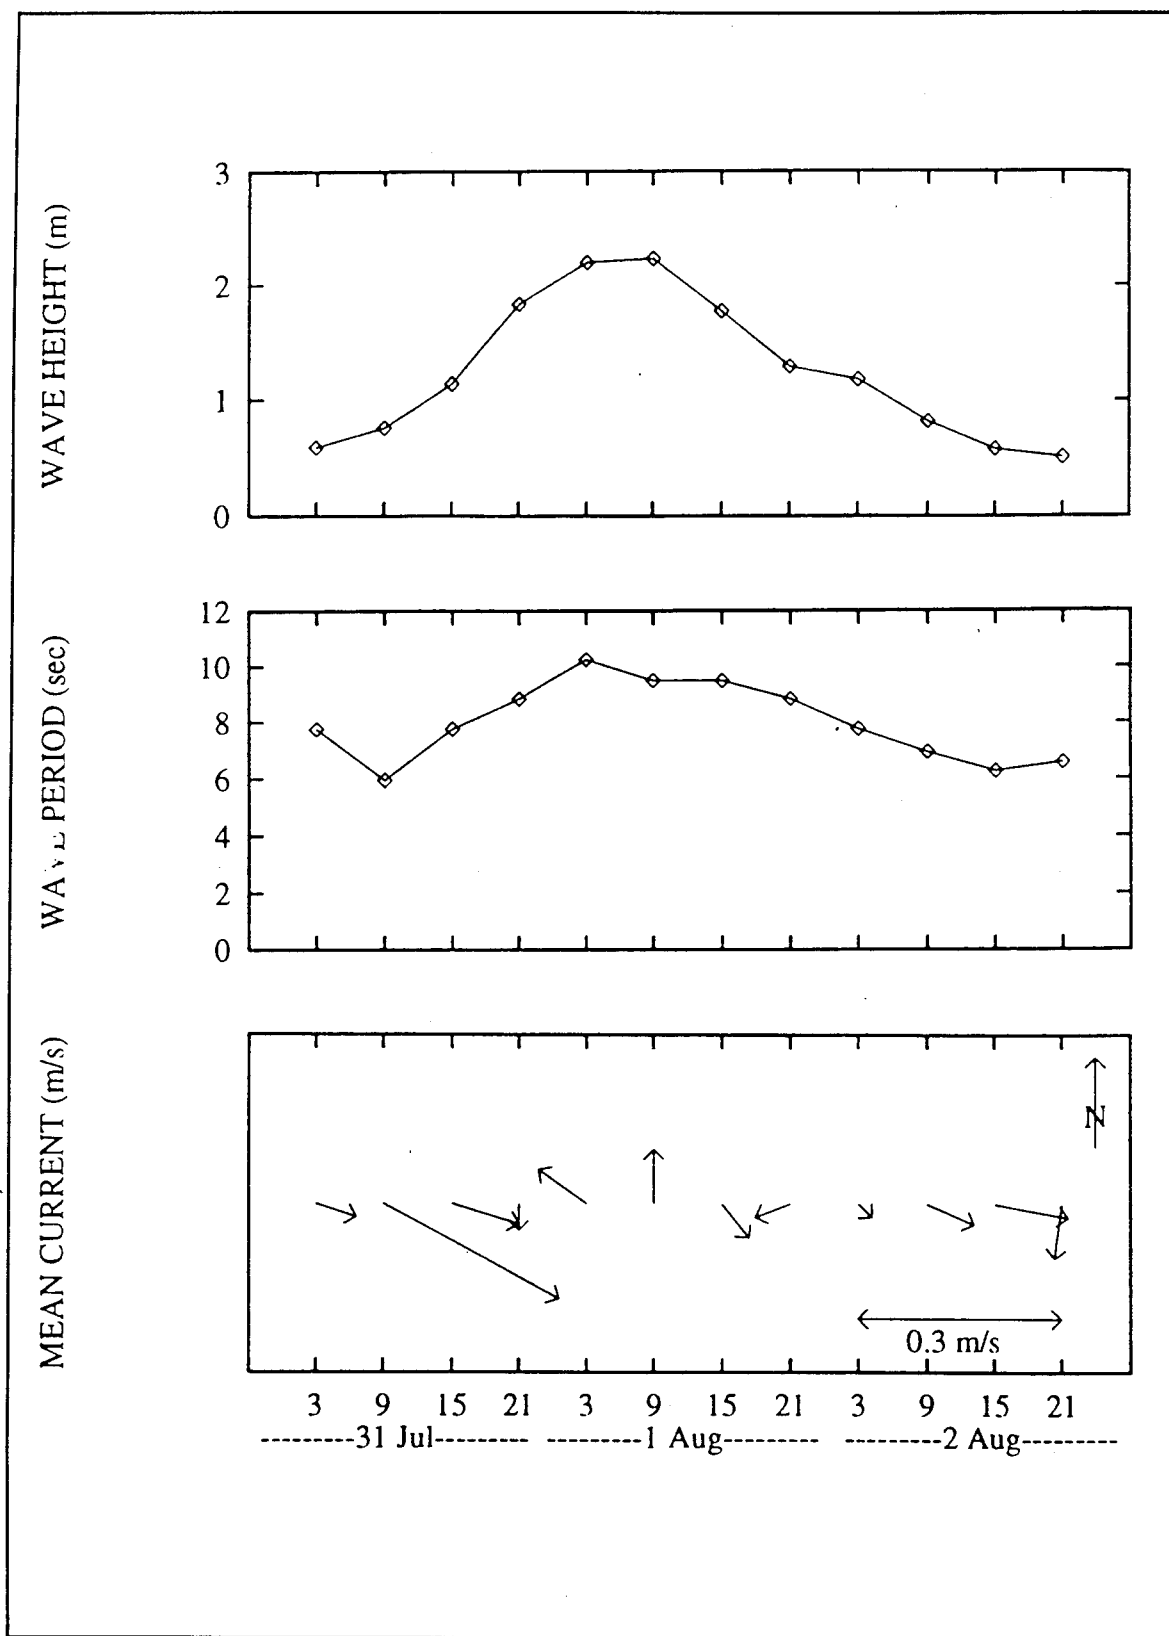 WAVE HEIGHT (m)
3
2
1
0
WAVE PERIOD (sec)
12
10
8
6
4
2
0
MEAN CURRENT (m/s)
N
0.3 m/s
3 9 15 21 3 9 15 21 3 9 15 21
--------31 Jul-------- --------1 Aug-------- --------2 Aug--------